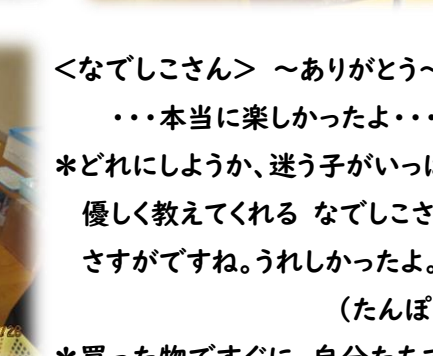 <なでしこさん> ～ありがとう～
・・・本当に楽しかったよ・・・
＊どれにしようか、迷う子がいっぱ
優しく教えてくれる なでしこさ
さすがですね。うれしかったよ。
(たんぽ
＊買った物ですぐに、自分たちで